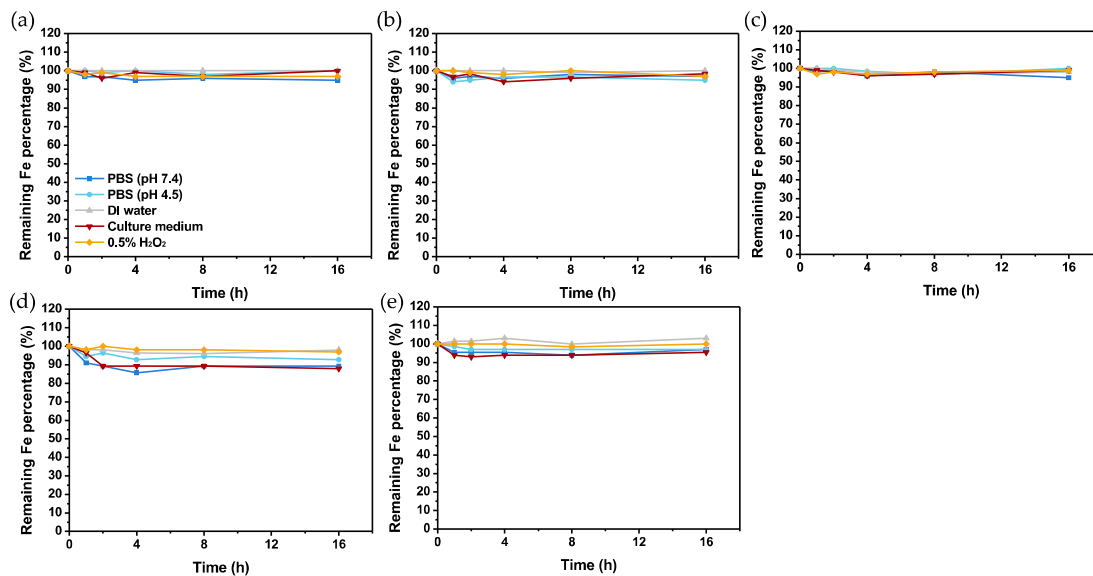 (a)
Remaining Fe percentage (%)
120
110
100
90
80
70
60
50
40
30
20
10
0
PBS (pH 7.4)
PBS (pH 4.5)
DI water
Culture medium
0.5% H₂O₂
0 4 8 12 16
Time (h)
(b)
Remaining Fe percentage (%)
120
110
100
90
80
70
60
50
40
30
20
10
0
0 4 8 12 16
Time (h)
(c)
Remaining Fe percentage (%)
120
110
100
90
80
70
60
50
40
30
20
10
0
0 4 8 12 16
Time (h)
(d)
Remaining Fe percentage (%)
120
110
100
90
80
70
60
50
40
30
20
10
0
0 4 8 12 16
Time (h)
(e)
Remaining Fe percentage (%)
120
110
100
90
80
70
60
50
40
30
20
10
0
0 4 8 12 16
Time (h)